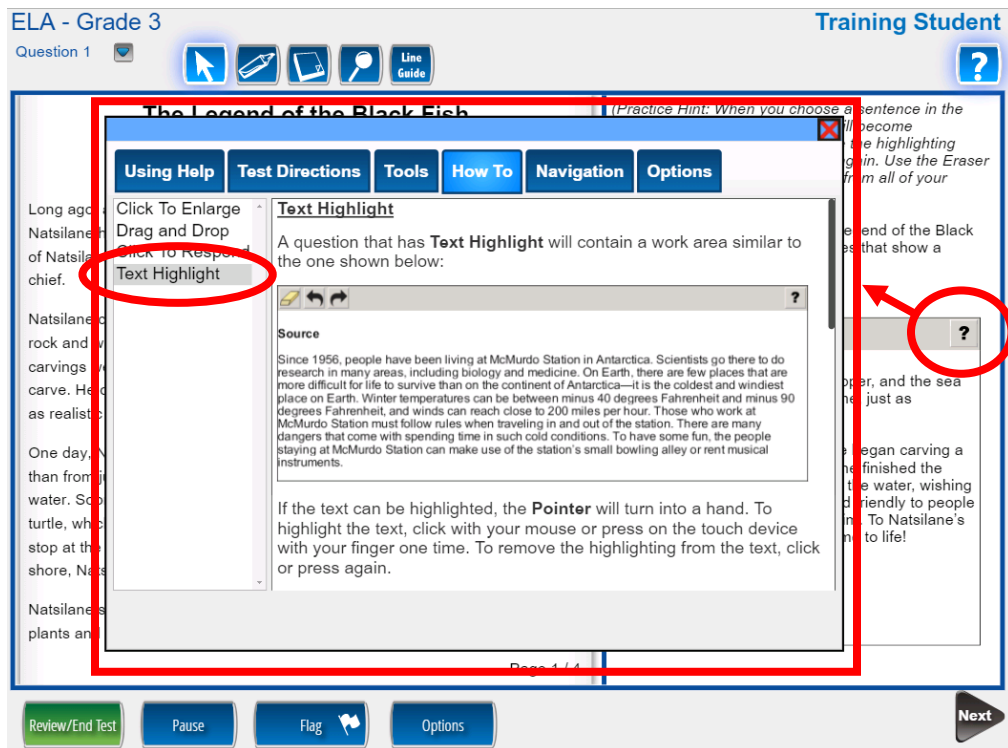 ELA - Grade 3
Training Student
Question 1
Line
Guide
?
The Legend of the Black Fish
(Practice Hint: When you choose a sentence in the
ill become
the highlighting
again. Use the Eraser
from all of your
Using Help
Test Directions
Tools
How To
Navigation
Options
Click To Enlarge
Drag and Drop
Click To Respond
Text Highlight
Text Highlight
A question that has Text Highlight will contain a work area similar to
the one shown below:
?
Source
Since 1956, people have been living at McMurdo Station in Antarctica. Scientists go there to do
research in many areas, including biology and medicine. On Earth, there are few places that are
more difficult for life to survive than on the continent of Antarctica—it is the coldest and windiest
place on Earth. Winter temperatures can be between minus 40 degrees Fahrenheit and minus 90
degrees Fahrenheit, and winds can reach close to 200 miles per hour. Those who work at
McMurdo Station must follow rules when traveling in and out of the station. There are many
dangers that come with spending time in such cold conditions. To have some fun, the people
staying at McMurdo Station can make use of the station's small bowling alley or rent musical
instruments.
If the text can be highlighted, the Pointer will turn into a hand. To
highlight the text, click with your mouse or press on the touch device
with your finger one time. To remove the highlighting from the text, click
or press again.
Long ago, a
Natsilane h
of Natsila
chief.
Natsilane c
rock and w
carvings we
carve. He c
as realistic
One day, N
than from ju
water. Soo
turtle, whic
stop at the
shore, Nats
Natsilane s
plants and
Page 1 / 4
egend of the Black
es that show a
?
pper, and the sea
just as
began carving a
he finished the
the water, wishing
friendly to people
To Natsilane's
me to life!
Review/End Test
Pause
Flag
Options
Next